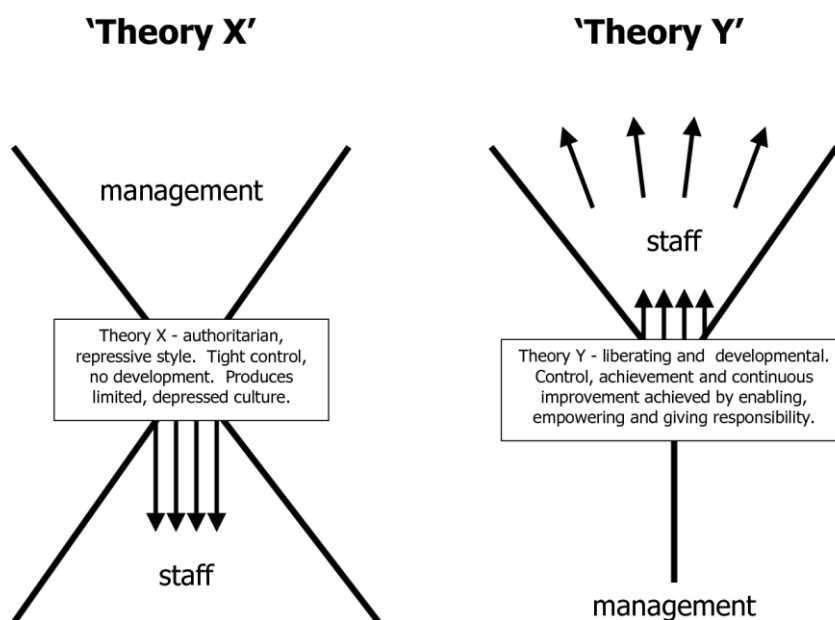 ‘Theory X’
management
Theory X - authoritarian,
repressive style. Tight control,
no development. Produces
limited, depressed culture.
staff
‘Theory Y’
staff
Theory Y - liberating and developmental.
Control, achievement and continuous
improvement achieved by enabling,
empowering and giving responsibility.
management